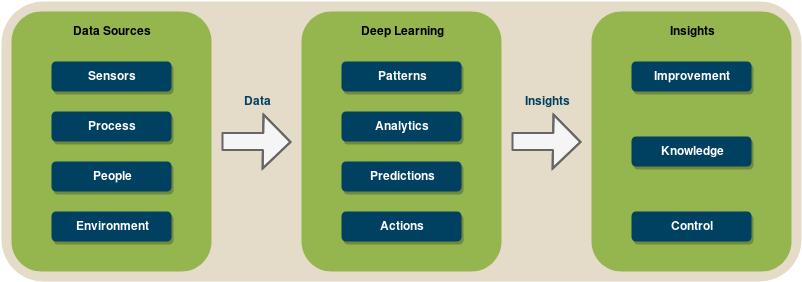 Data Sources
Sensors
Process
People
Environment
Data
Deep Learning
Patterns
Analytics
Predictions
Actions
Insights
Insights
Improvement
Knowledge
Control